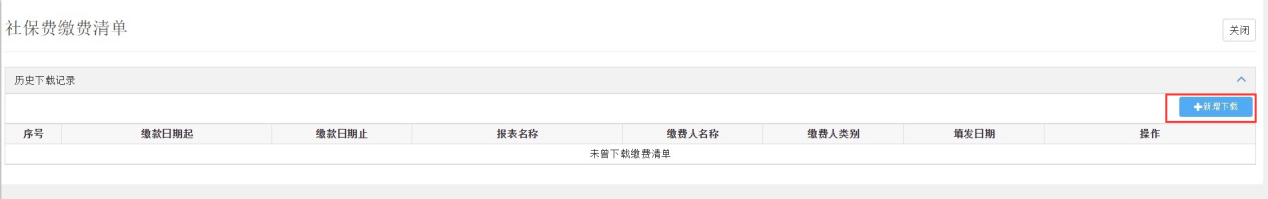 社保费缴费清单
关闭
历史下载记录
+新增下载
序号 缴款日期起 缴款日期止 报表名称 缴费人名称 缴费人类别 填发日期 操作
未曾下载缴费清单